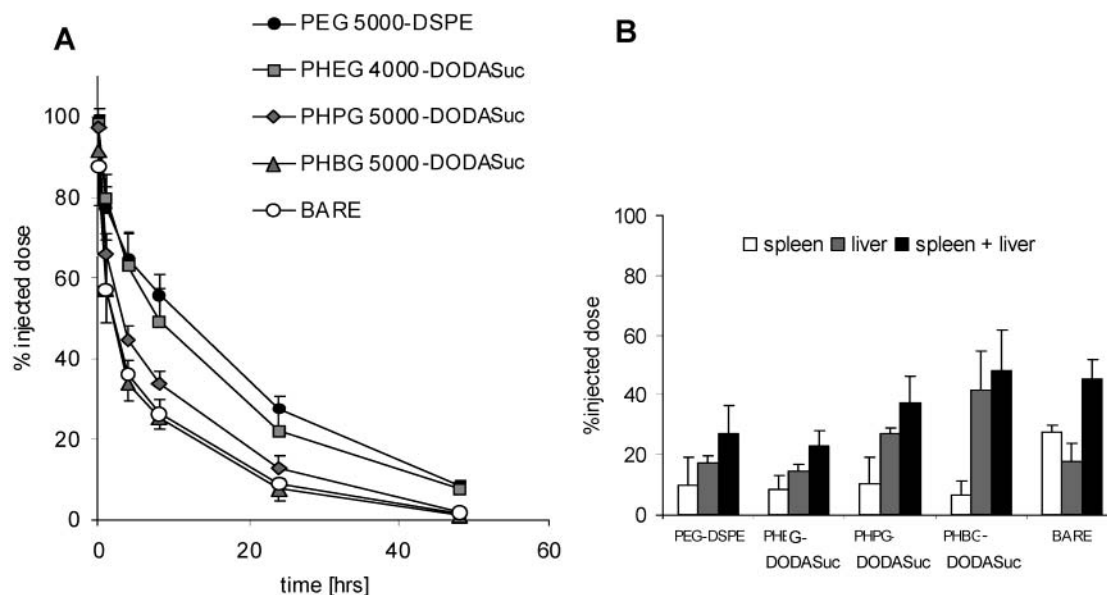 A
PEG 5000-DSPE
PHEG 4000-DODASuc
PHPG 5000-DODASuc
PHBG 5000-DODASuc
BARE
% injected dose
100
80
60
40
20
0
0 20 40 60
time [hrs]
B
%injected dose
100
80
60
40
20
0
spleen liver spleen + liver
PEG-DSPE PHEG- PHPG- PHBG- BARE
DODASuc DODASuc DODASuc